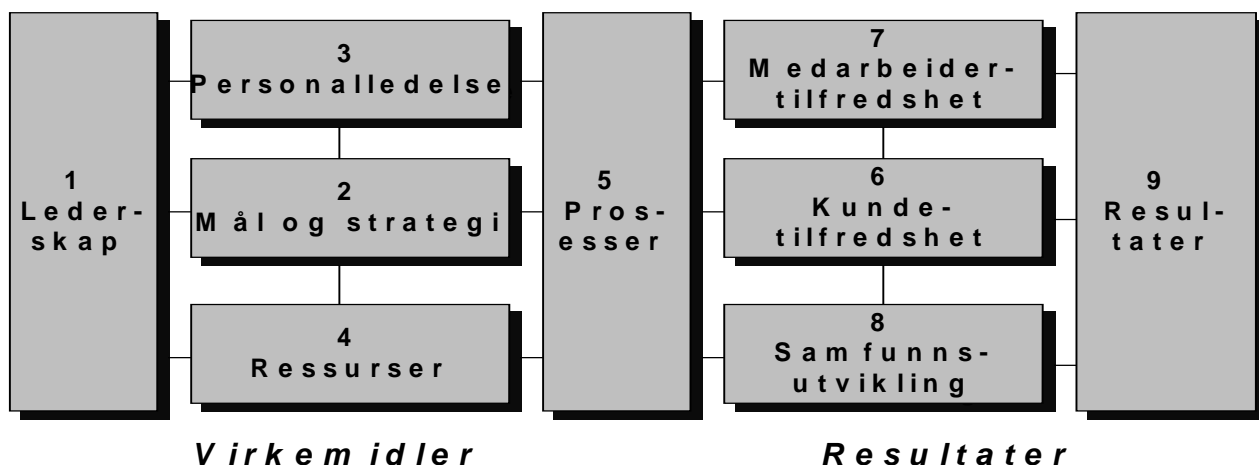 1
Leder-
skap
3
Personalledelse
2
Mål og strategi
4
Ressurser
5
Pros-
esser
7
Medarbeider-
tilfredshet
6
Kunde-
tilfredshet
8
Samfunns-
utvikling
9
Resul-
tater
Virkemidler
Resultater